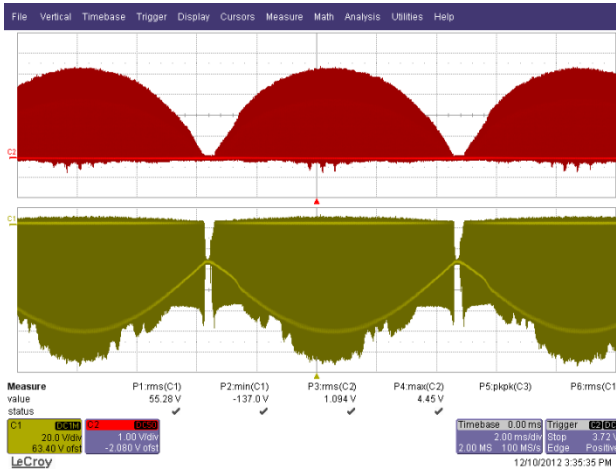 File Vertical Timebase Trigger Display Cursors Measure Math Analysis Utilities Help
C2
C1
Measure P1:rms(C1) P2:min(C1) P3:rms(C2) P4:max(C2) P5:pkpk(C3) P6:rms(C1
value 55.28 V -137.0 V 1.094 V 4.45 V
status
C1 DC1M C2 DC50 Timebase 0.00 ms Trigger C2 DC
20.0 V/div 1.00 V/div 2.00 ms/div Stop 3.72 V
63.40 V ofst -2.080 V ofst 2.00 MS 100 MS/s Edge Positive
LeCroy 12/10/2012 3:35:35 PM